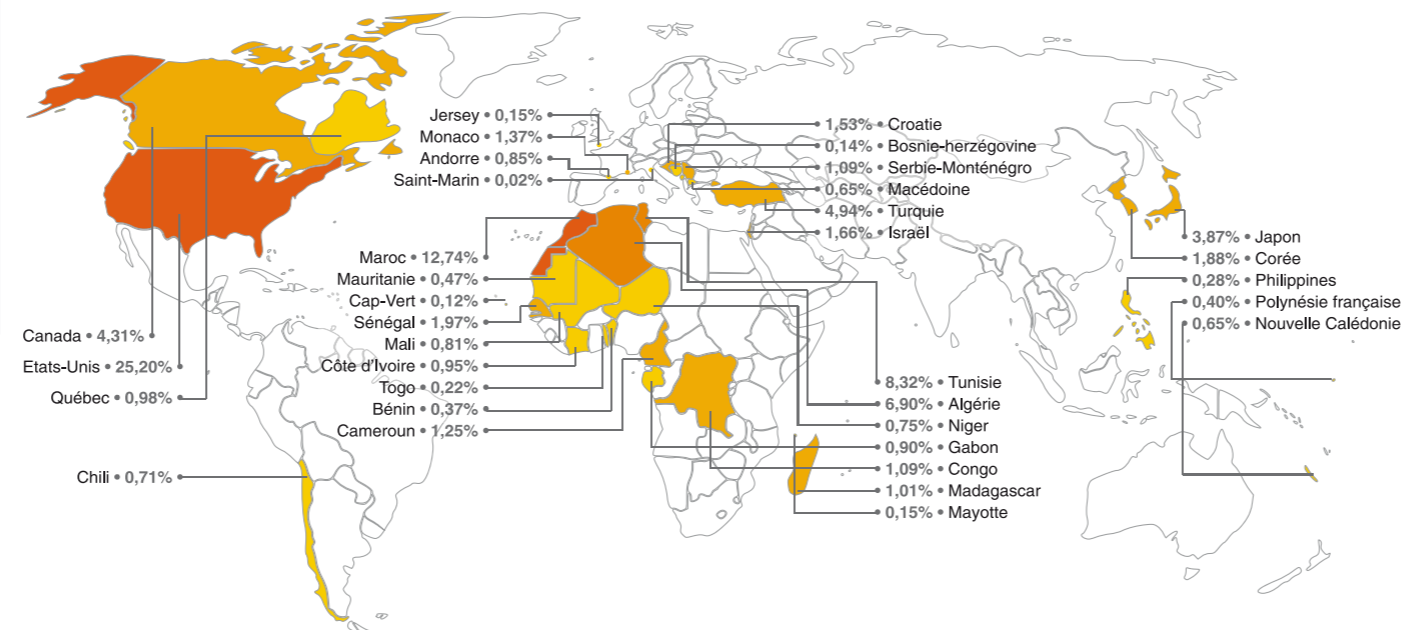 Jersey • 0,15%
Monaco • 1,37%
Andorre • 0,85%
Saint-Marin • 0,02%
1,53% • Croatie
0,14% • Bosnie-herzégovine
1,09% • Serbie-Monténégro
0,65% • Macédoine
4,94% • Turquie
1,66% • Israël
Maroc • 12,74%
Mauritanie • 0,47%
Cap-Vert • 0,12%
Sénégal • 1,97%
Mali • 0,81%
Côte d'Ivoire • 0,95%
Togo • 0,22%
Bénin • 0,37%
Cameroun • 1,25%
3,87% • Japon
1,88% • Corée
0,28% • Philippines
0,40% • Polynésie française
0,65% • Nouvelle Calédonie
Canada • 4,31%
Etats-Unis • 25,20%
Québec • 0,98%
Chili • 0,71%
8,32% • Tunisie
6,90% • Algérie
0,75% • Niger
0,90% • Gabon
1,09% • Congo
1,01% • Madagascar
0,15% • Mayotte